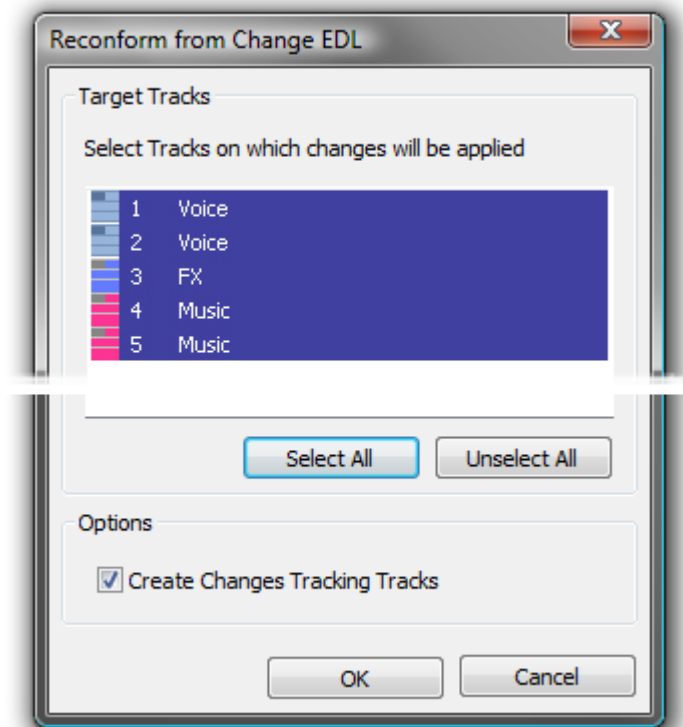 Reconform from Change EDL
Target Tracks
Select Tracks on which changes will be applied
1 Voice
2 Voice
3 FX
4 Music
5 Music
Select All Unselect All
Options
Create Changes Tracking Tracks
OK Cancel